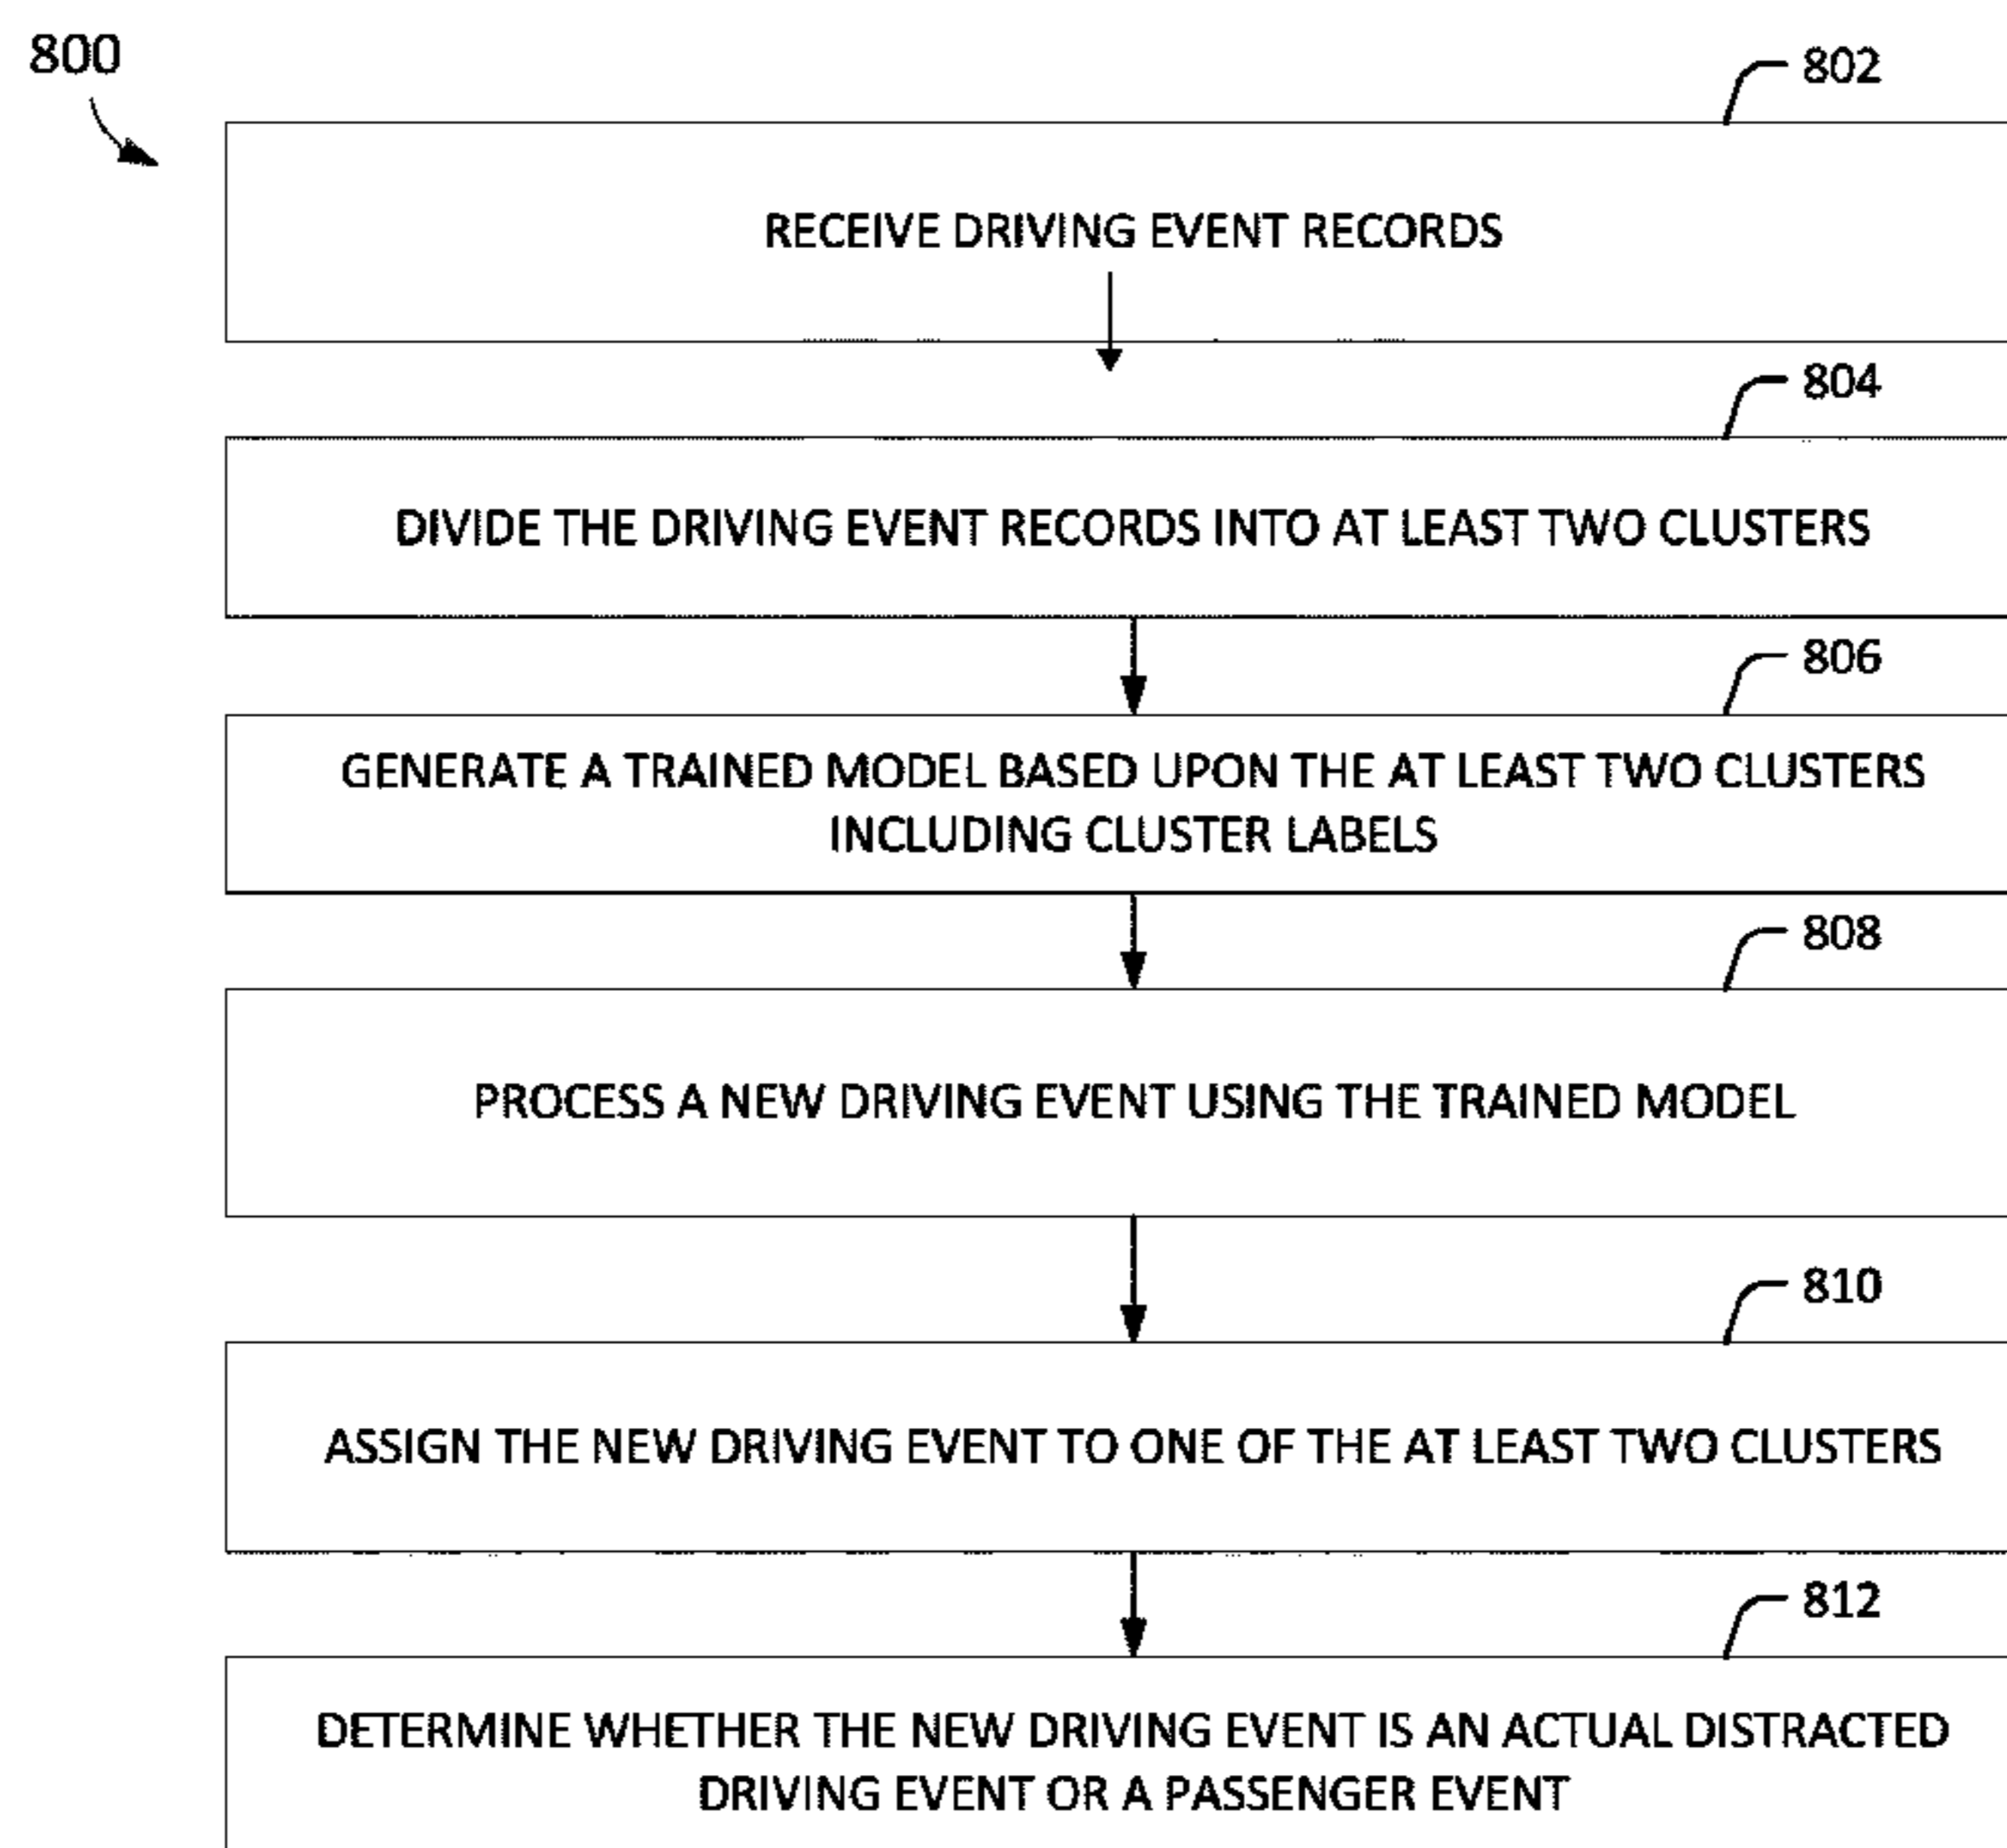 800
802
RECEIVE DRIVING EVENT RECORDS
804
DIVIDE THE DRIVING EVENT RECORDS INTO AT LEAST TWO CLUSTERS
806
GENERATE A TRAINED MODEL BASED UPON THE AT LEAST TWO CLUSTERS
INCLUDING CLUSTER LABELS
808
PROCESS A NEW DRIVING EVENT USING THE TRAINED MODEL
810
ASSIGN THE NEW DRIVING EVENT TO ONE OF THE AT LEAST TWO CLUSTERS
812
DETERMINE WHETHER THE NEW DRIVING EVENT IS AN ACTUAL DISTRACTED
DRIVING EVENT OR A PASSENGER EVENT